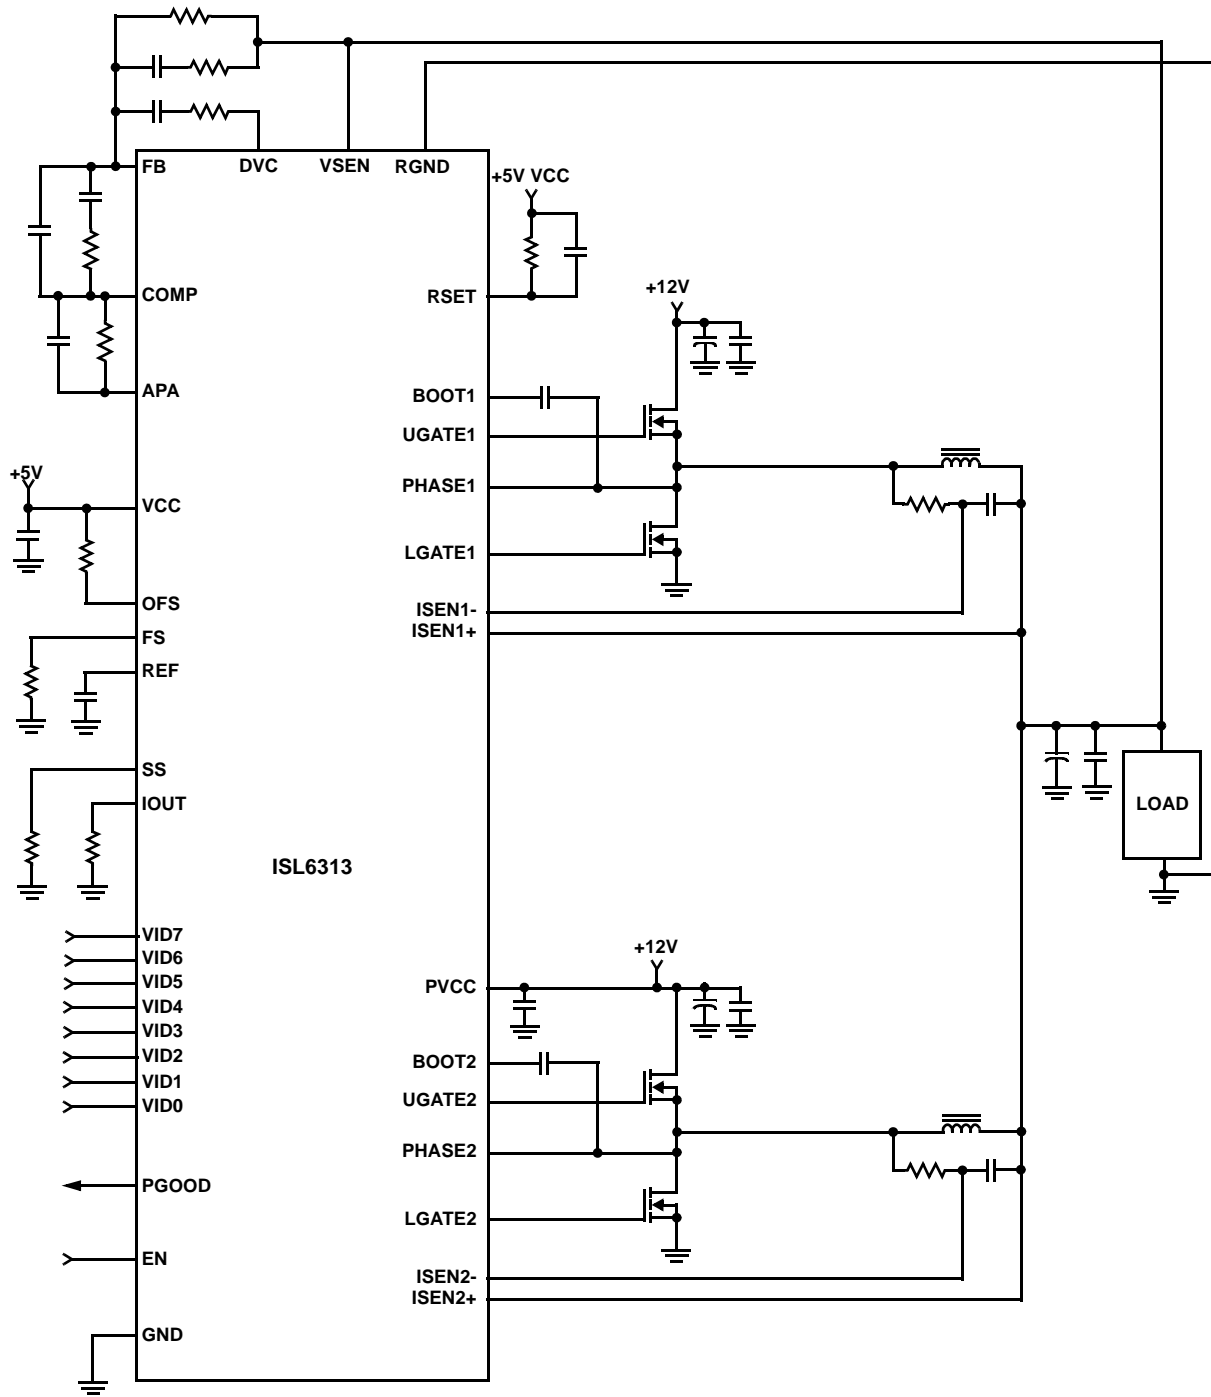 FB
DVC
VSEN
RGND
+5V VCC
COMP
RSET
+12V
APA
BOOT1
UGATE1
+5V
VCC
PHASE1
LGATE1
OFS
ISEN1-
ISEN1+
FS
REF
SS
IOUT
LOAD
ISL6313
VID7
VID6
VID5
VID4
VID3
VID2
VID1
VID0
+12V
PVCC
BOOT2
UGATE2
PHASE2
PGOOD
LGATE2
EN
ISEN2-
ISEN2+
GND